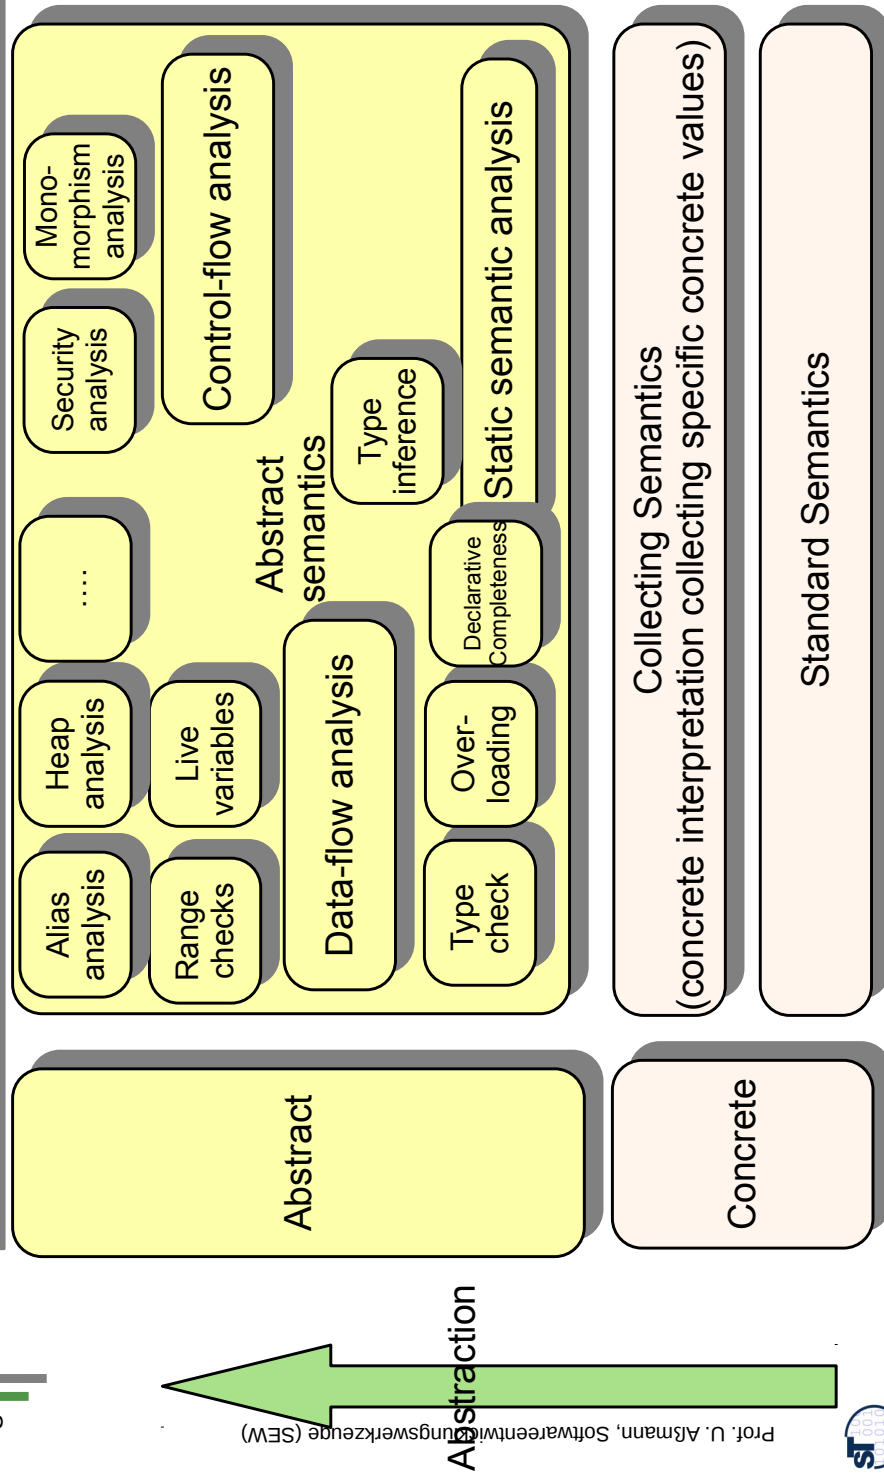 Mono-
morphism
analysis
Security
analysis
....
Heap
analysis
Alias
analysis
Control-flow analysis
Live
variables
Range
checks
Abstract
semantics
Type
inference
Data-flow analysis
Static semantic analysis
Declarative
Completeness
Over-
loading
Type
check
Collecting Semantics
(concrete interpretation collecting specific concrete values)
Standard Semantics
Abstract
Concrete
Abstraction
Prof. U. Aßmann, Softwareentwicklungswerkzeuge (SEW)
ST